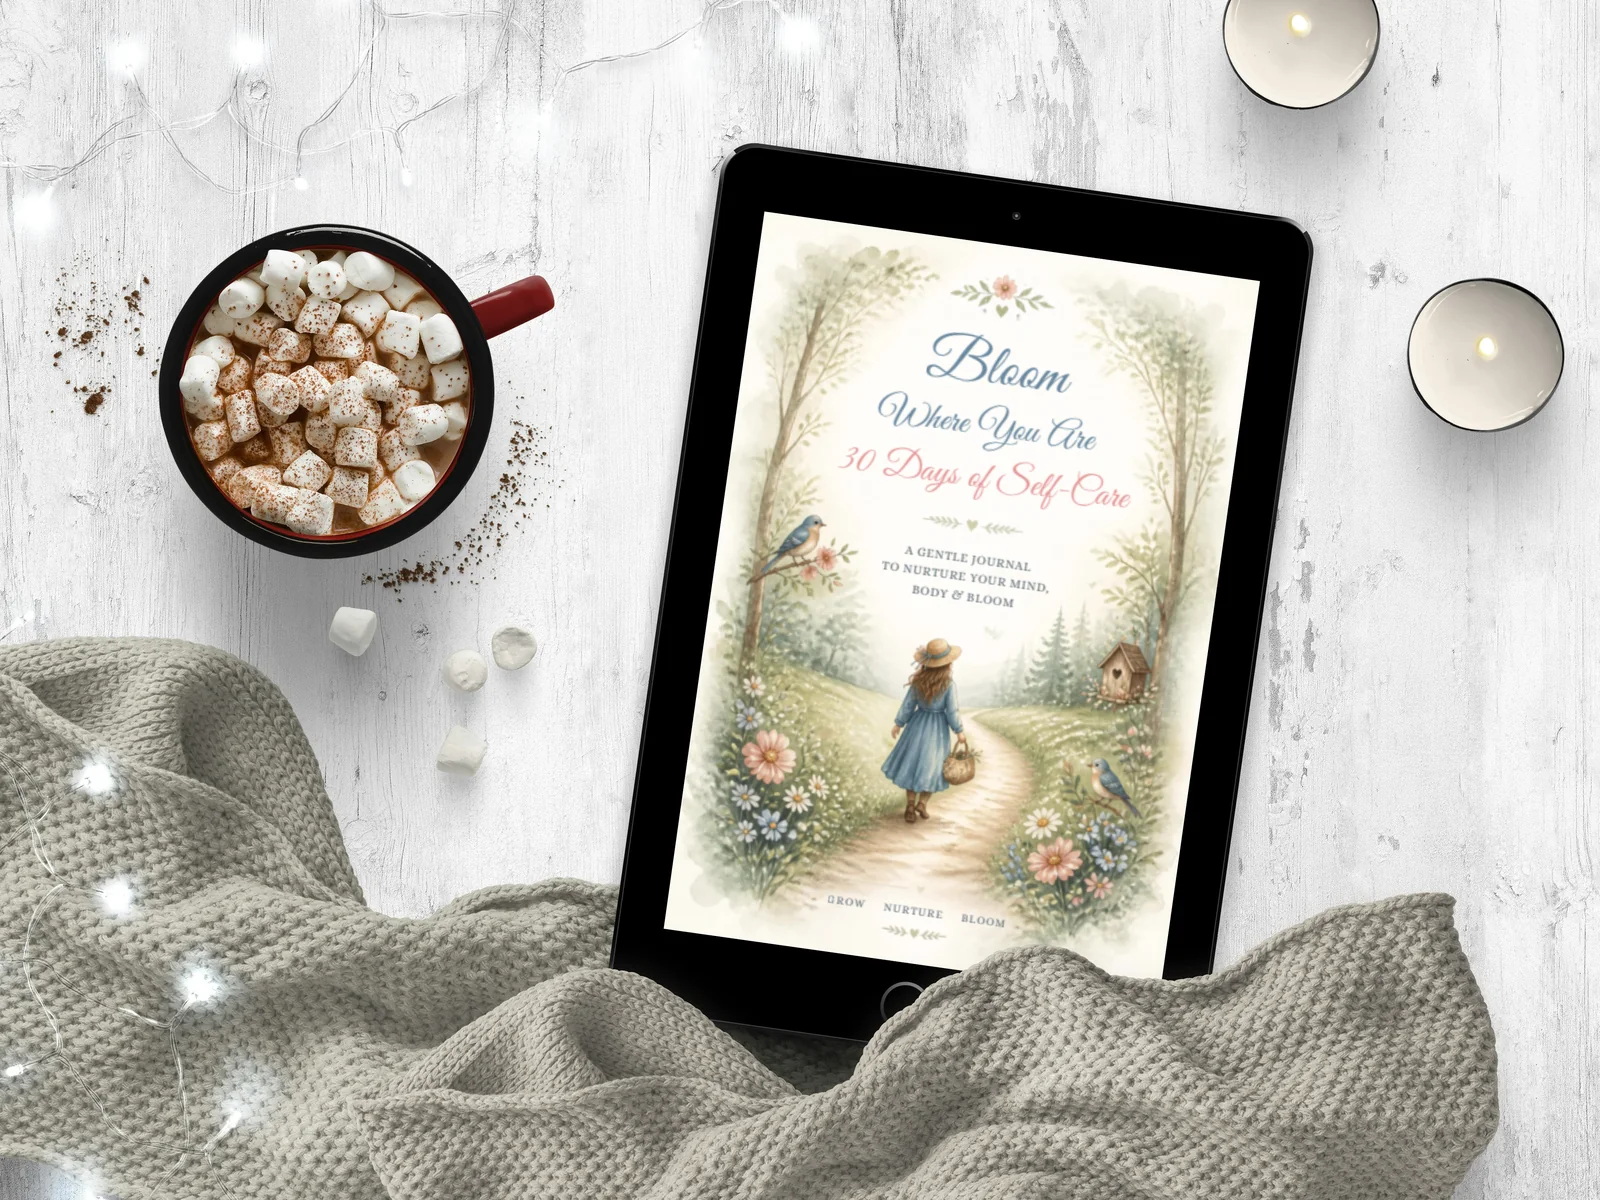 Bloom
Where You Are
30 Days of Self-Care
A GENTLE JOURNAL
TO NURTURE YOUR MIND,
BODY & BLOOM
GROW NURTURE BLOOM